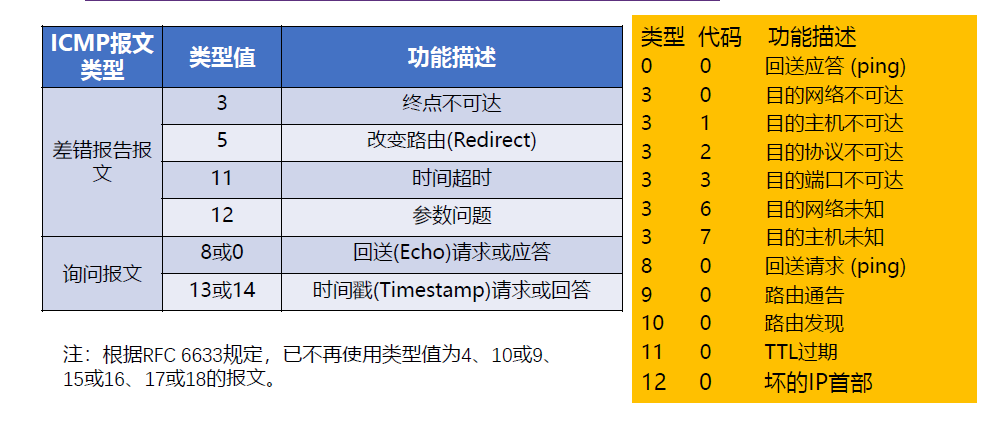 ICMP报文类型 类型值 功能描述
差错报告报文 3 终点不可达
5 改变路由(Redirect)
11 时间超时
12 参数问题
询问报文 8或0 回送(Echo)请求或应答
13或14 时间戳(Timestamp)请求或回答
注：根据RFC 6633规定，已不再使用类型值为4、10或9、
15或16、17或18的报文。
类型 代码 功能描述
0 0 回送应答 (ping)
3 0 目的网络不可达
3 1 目的主机不可达
3 2 目的协议不可达
3 3 目的端口不可达
3 6 目的网络未知
3 7 目的主机未知
8 0 回送请求 (ping)
9 0 路由通告
10 0 路由发现
11 0 TTL过期
12 0 坏的IP首部